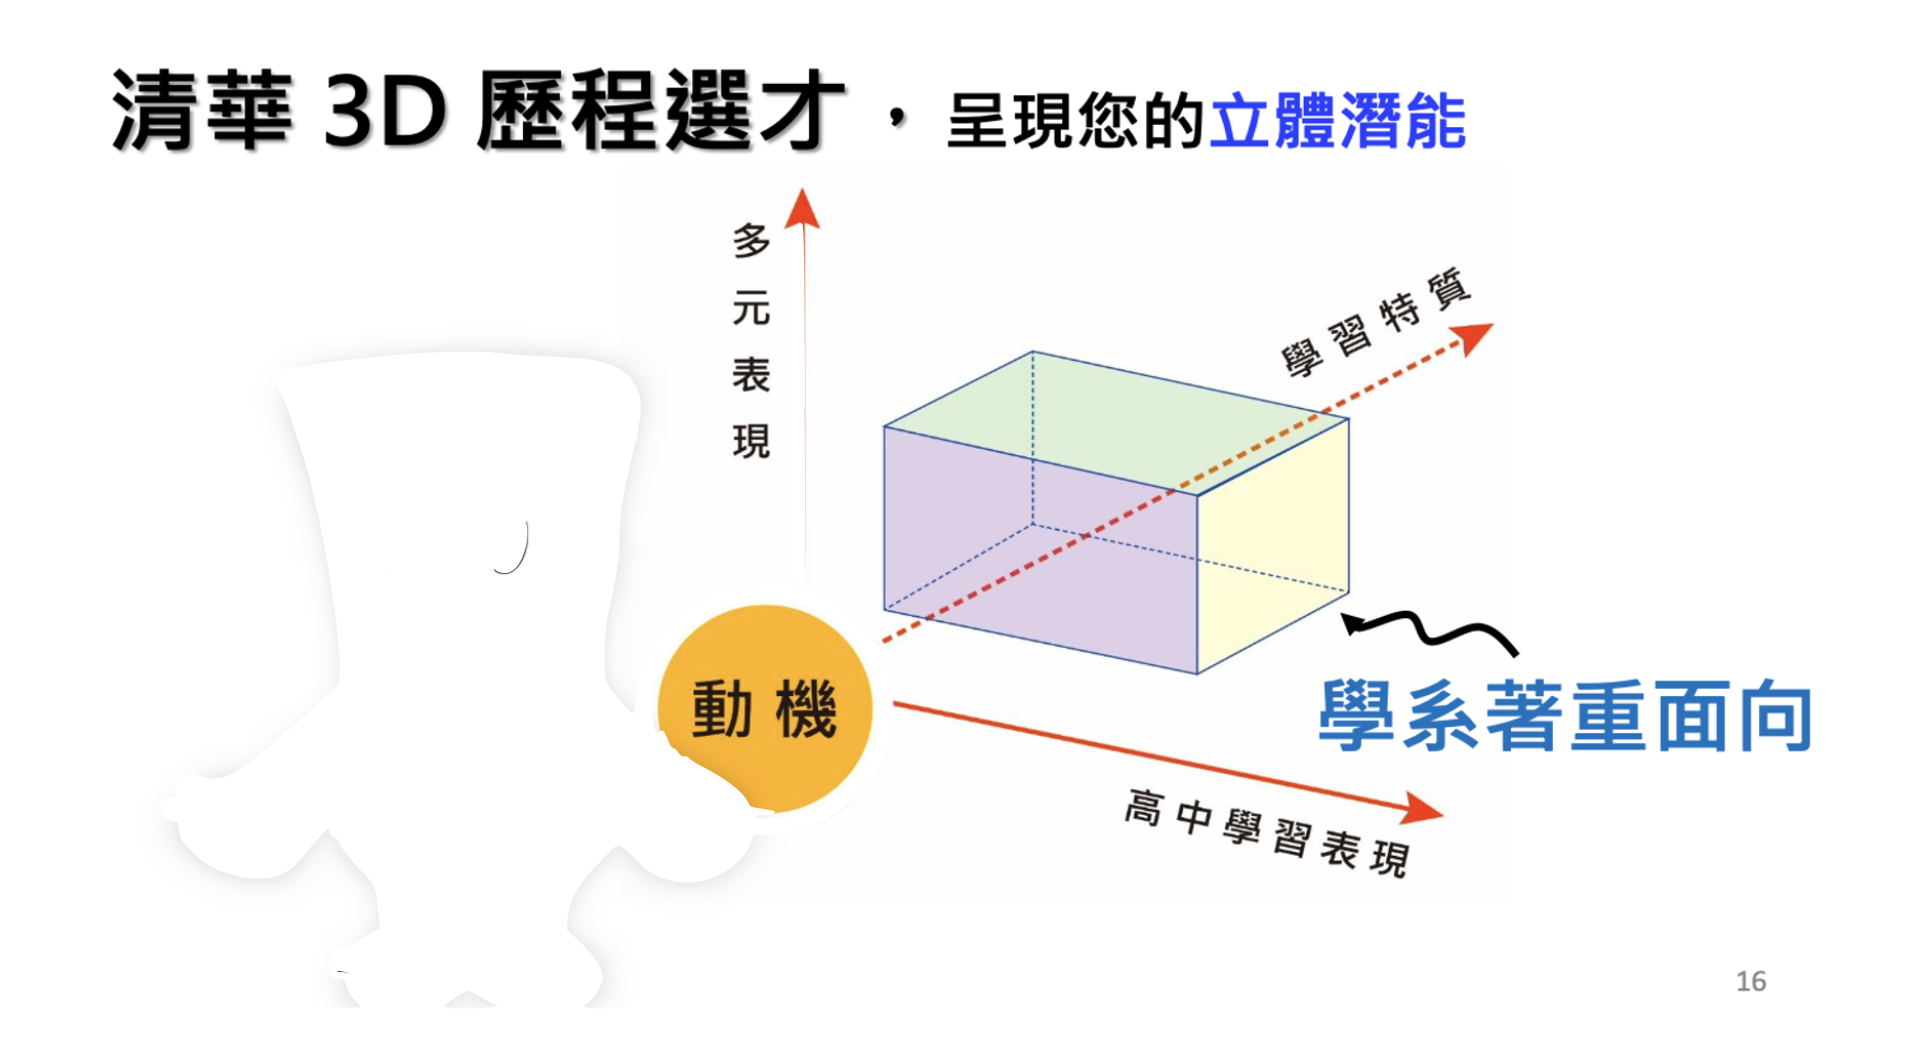 清華 3D 歷程選才，呈現您的立體潛能
多元表現
學習特質
動機
學系著重面向
高中學習表現
16